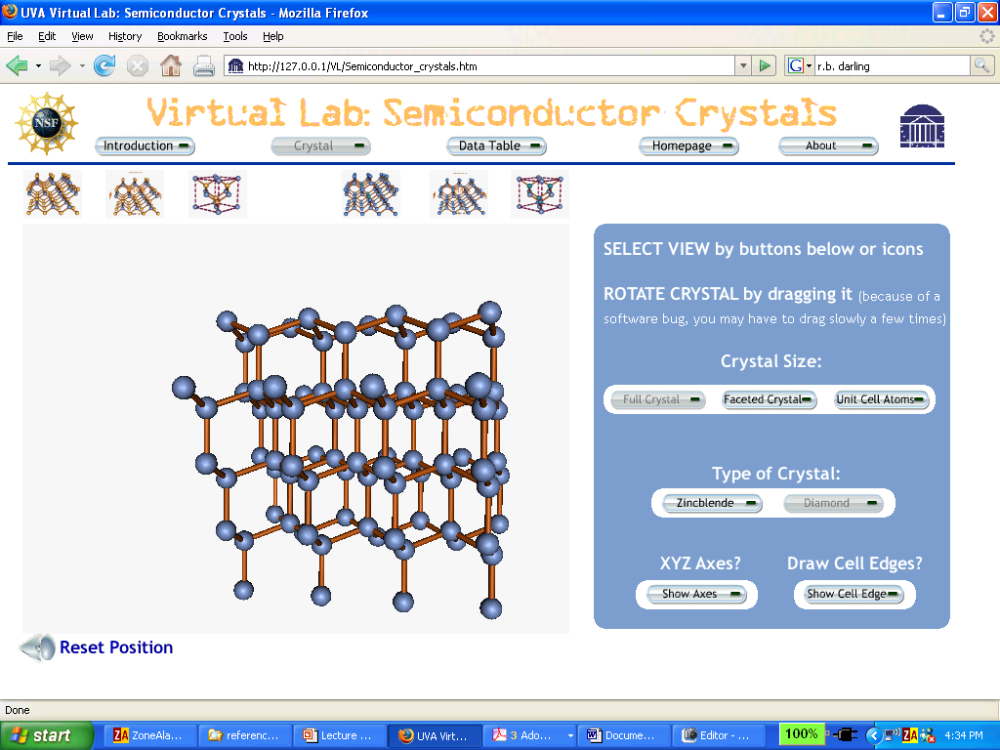 UVA Virtual Lab: Semiconductor Crystals - Mozilla Firefox
File Edit View History Bookmarks Tools Help
http://127.0.0.1/VL/Semiconductor_crystals.htm
G r.b. darling
NSF
Virtual Lab: Semiconductor Crystals
Introduction Crystal Data Table Homepage About
SELECT VIEW by buttons below or icons
ROTATE CRYSTAL by dragging it (because of a
software bug, you may have to drag slowly a few times)
Crystal Size:
Full Crystal Faceted Crystal Unit Cell Atoms
Type of Crystal:
Zincblende Diamond
XYZ Axes? Draw Cell Edges?
Show Axes Show Cell Edge
Reset Position
Done
start ZA ZoneAla... referenc... Lecture ... UVA Virt... 3 Ado... Docume... Editor - ... 100% ZA 4:34 PM